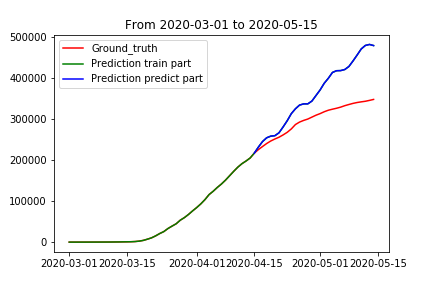 From 2020-03-01 to 2020-05-15
500000
400000
300000
200000
100000
0
Ground_truth
Prediction train part
Prediction predict part
2020-03-01 2020-03-15 2020-04-01 2020-04-15 2020-05-01 2020-05-15